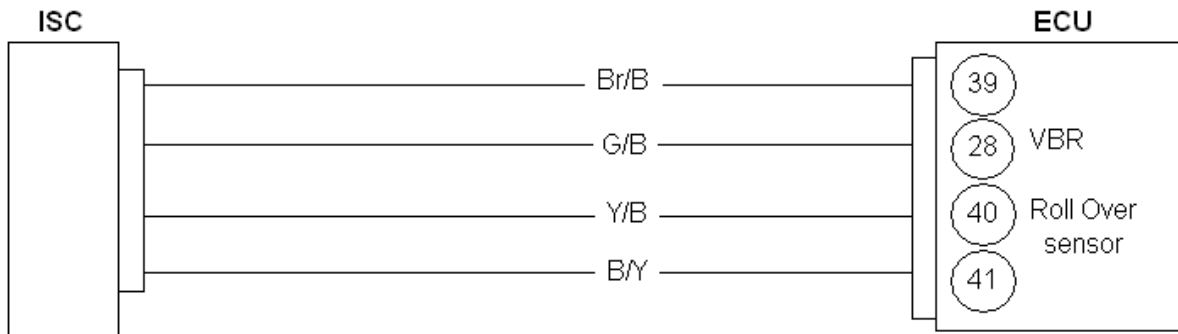 ISC
ECU
Br/B
39
G/B
28
VBR
Y/B
40
Roll Over
sensor
B/Y
41